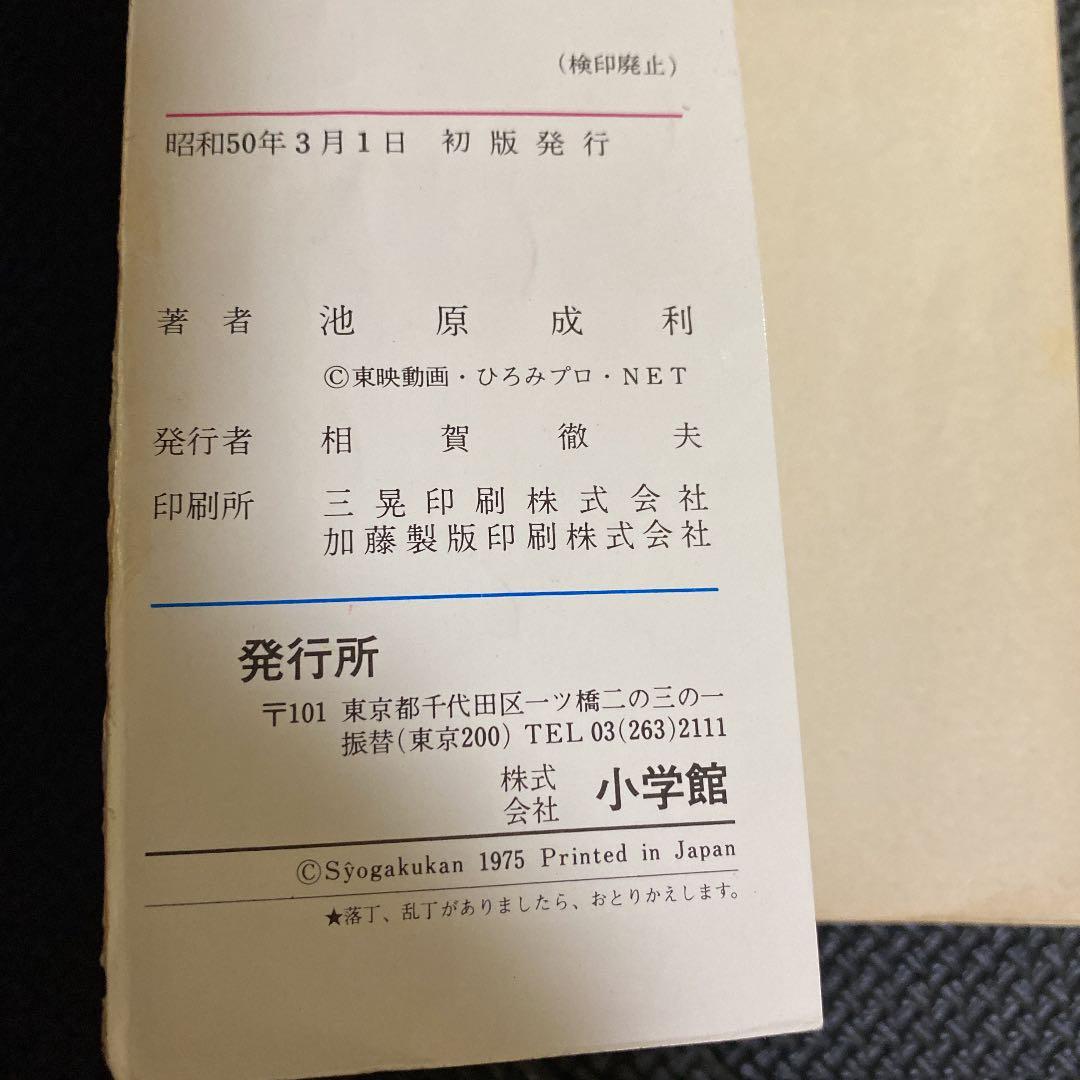 (検印廃止)
昭和50年3月1日 初版発行
著者 池原成利
©東映動画・ひろみプロ・NET
発行者 相賀徹夫
印刷所 三晃印刷株式会社
加藤製版印刷株式会社
発行所
〒101 東京都千代田区一ツ橋二の三の一
振替(東京200) TEL 03(263)2111
株式会社 小学館
©Sŷogakukan 1975 Printed in Japan
★落丁、乱丁がありましたら、おとりかえします。